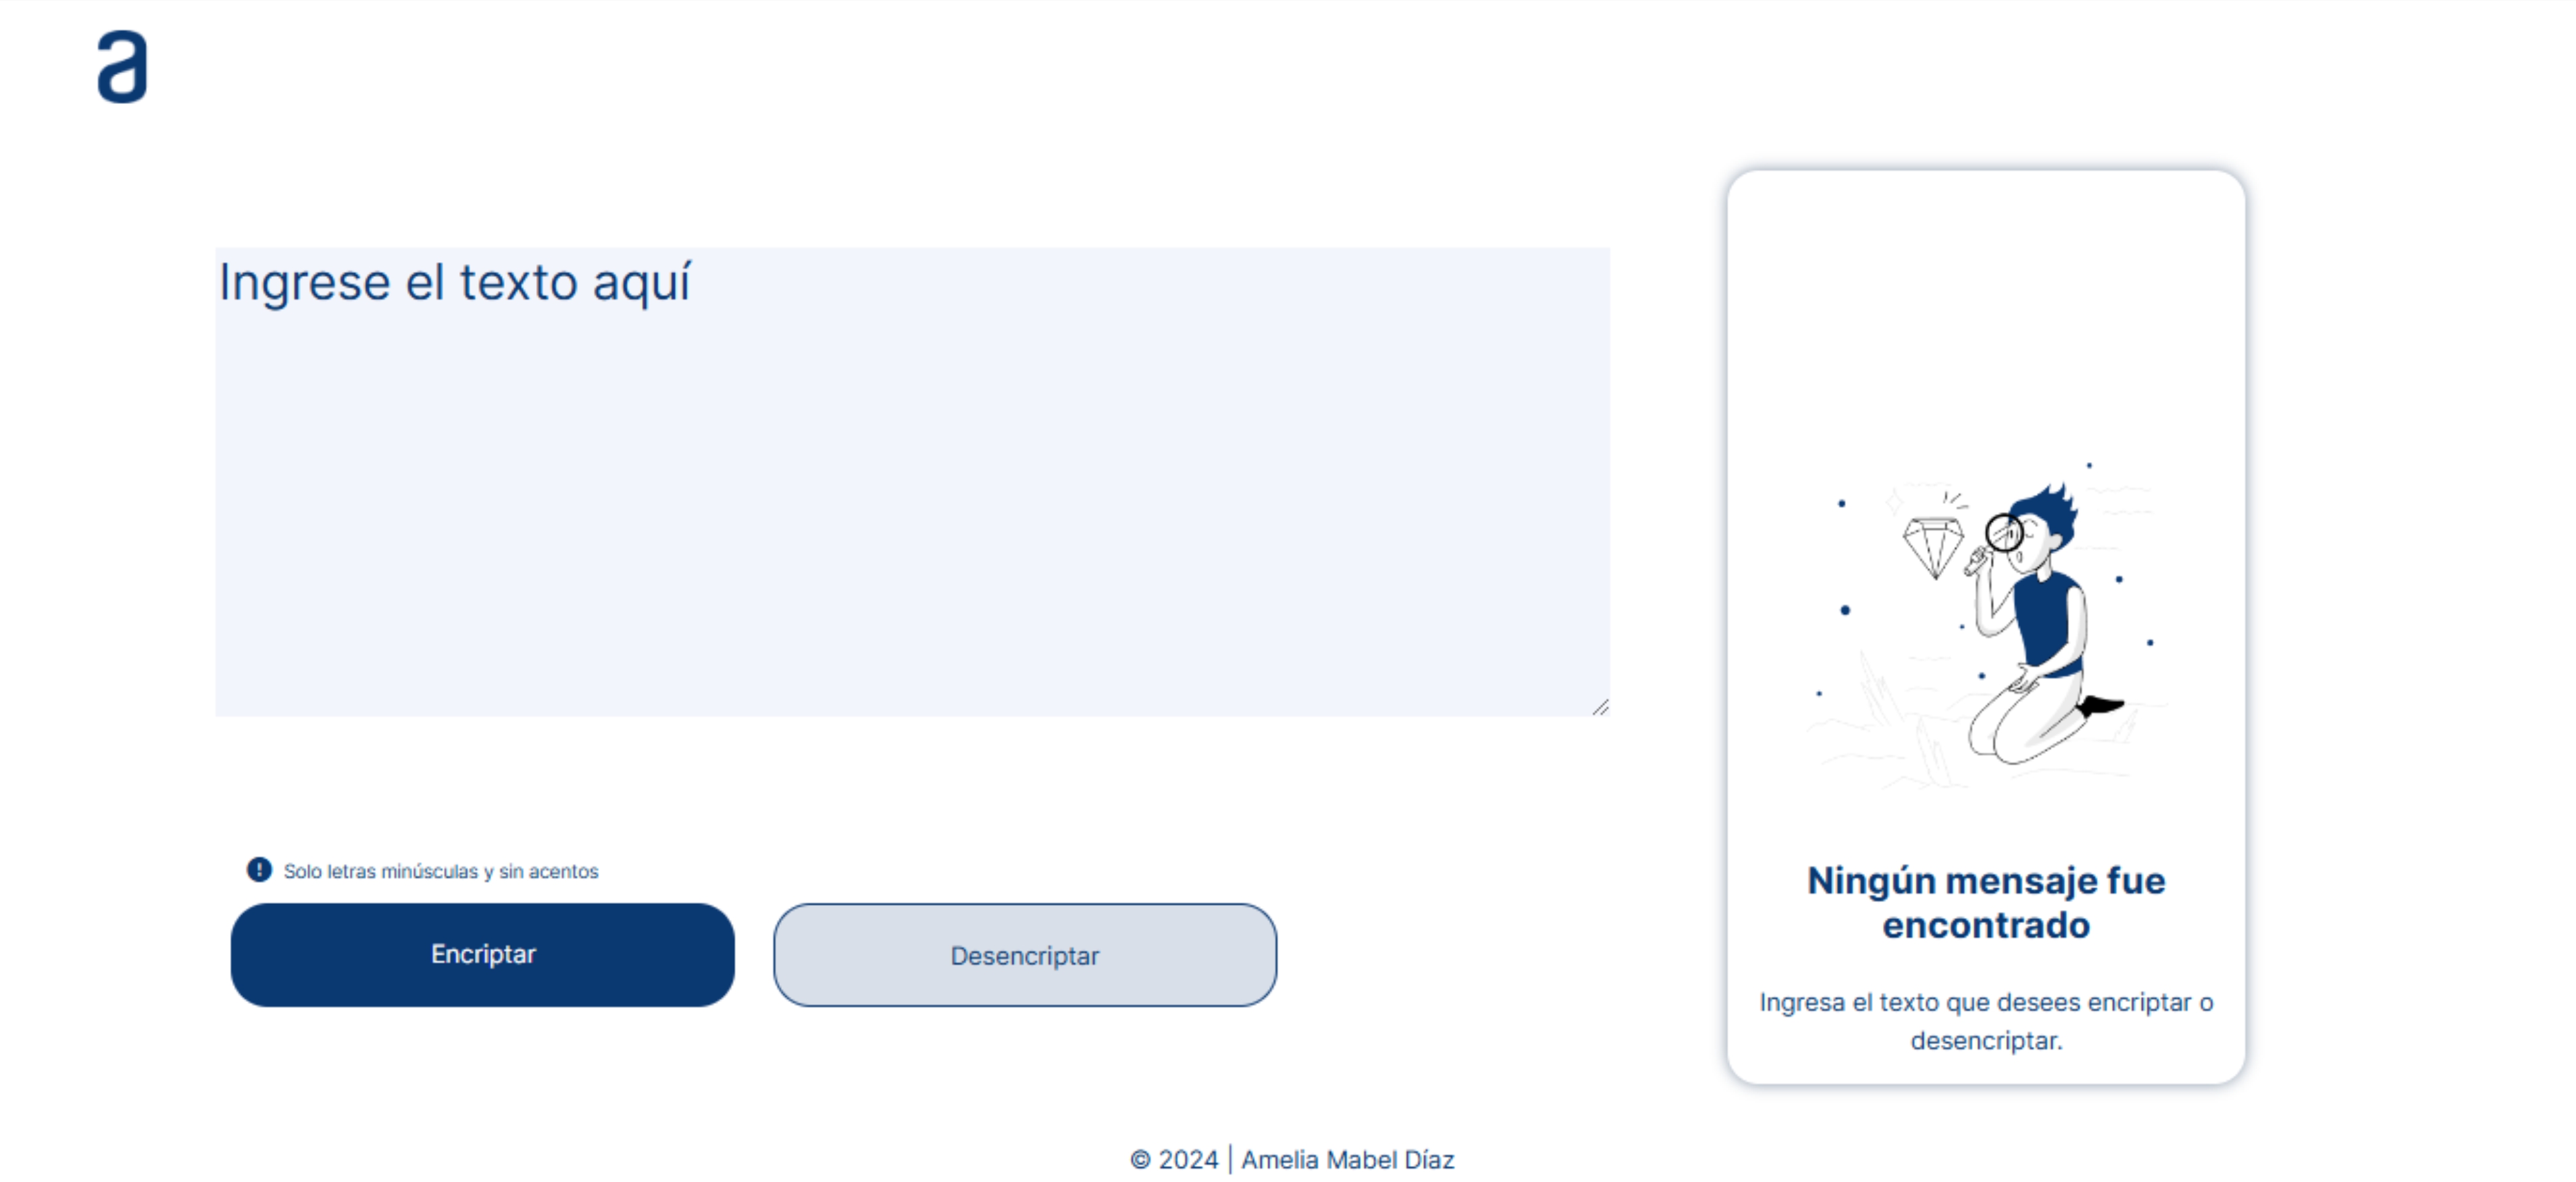 a
Ingrese el texto aquí
Solo letras minúsculas y sin acentos
Encriptar
Desencriptar
Ningún mensaje fue
encontrado
Ingresa el texto que desees encriptar o
desencriptar.
© 2024 | Amelia Mabel Díaz